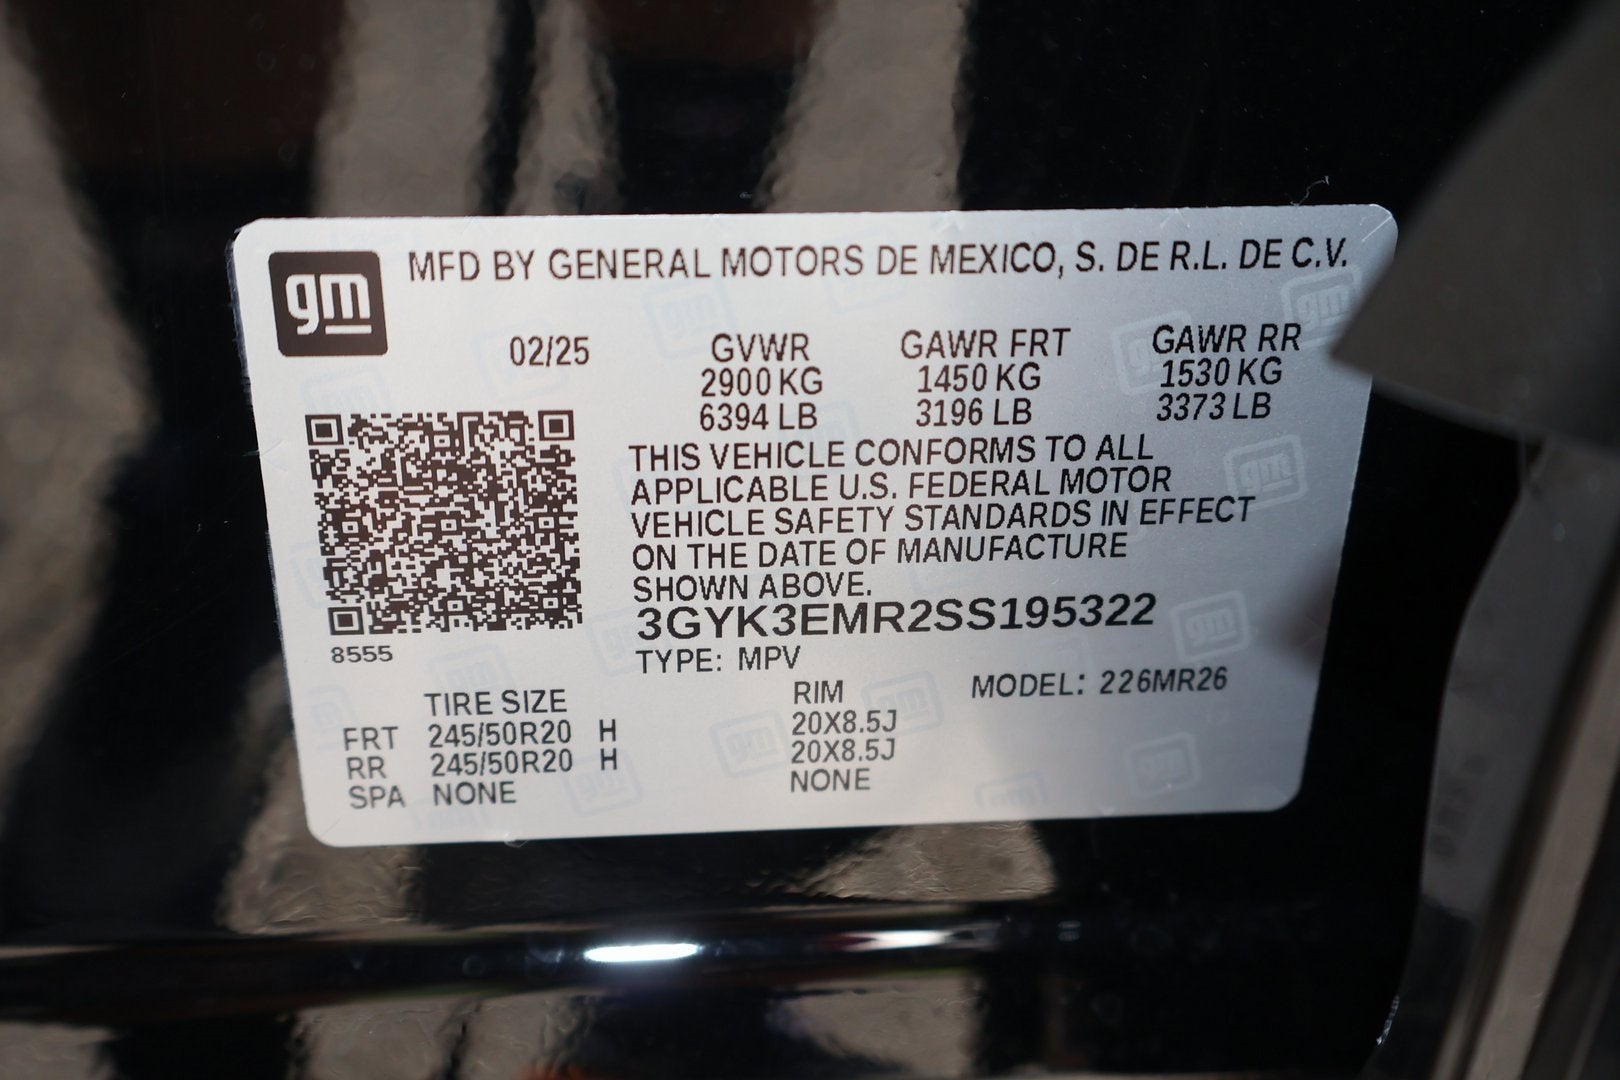 gm
MFD BY GENERAL MOTORS DE MEXICO, S. DE R.L. DE C.V.
02/25 GVWR GAWR FRT GAWR RR
2900 KG 1450 KG 1530 KG
6394 LB 3196 LB 3373 LB
THIS VEHICLE CONFORMS TO ALL
APPLICABLE U.S. FEDERAL MOTOR
VEHICLE SAFETY STANDARDS IN EFFECT
ON THE DATE OF MANUFACTURE
SHOWN ABOVE.
3GYK3EMR2SS195322
8555
TYPE: MPV
TIRE SIZE RIM MODEL: 226MR26
FRT 245/50R20 H 20X8.5J
RR 245/50R20 H 20X8.5J
SPA NONE NONE